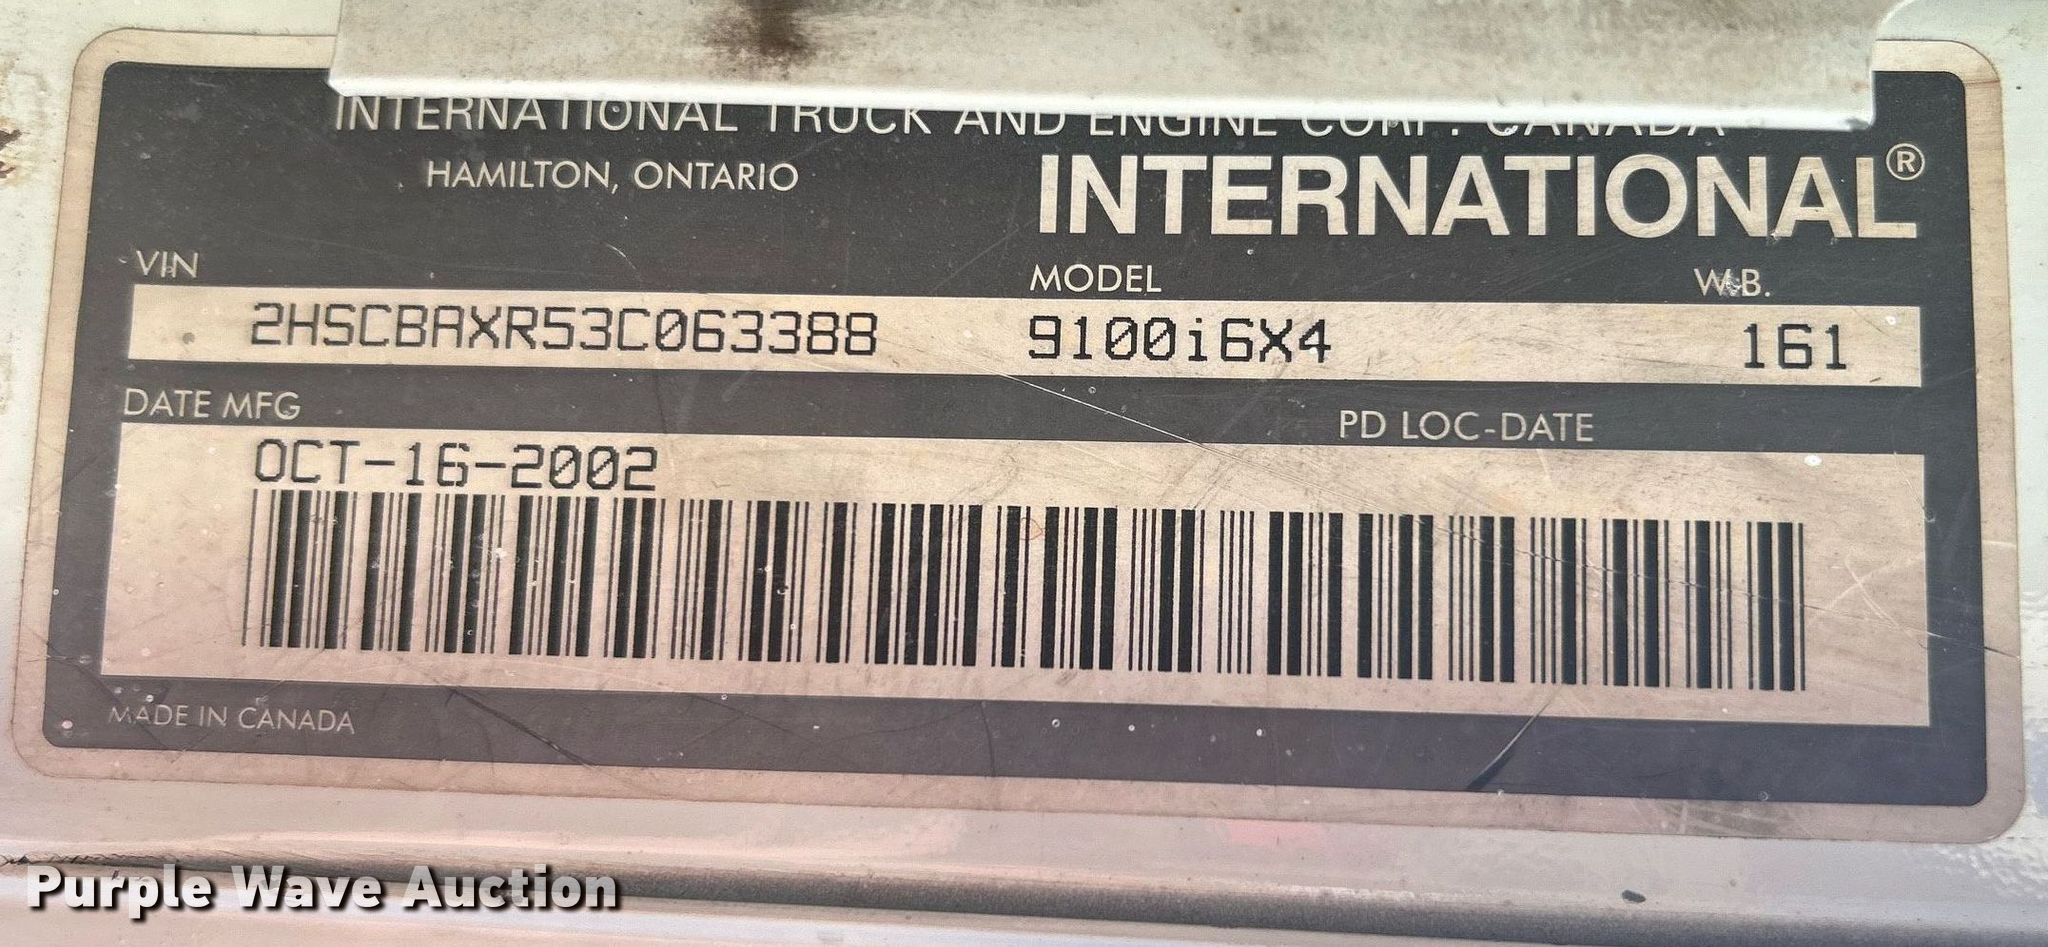 INTERNATIONAL TRUCK AND ENGINE CORP. CANADA
HAMILTON, ONTARIO
INTERNATIONAL®
VIN MODEL W.B.
2HSCBAXR53C063388 9100i6X4 161
DATE MFG PD LOC-DATE
OCT-16-2002
MADE IN CANADA
Purple Wave Auction